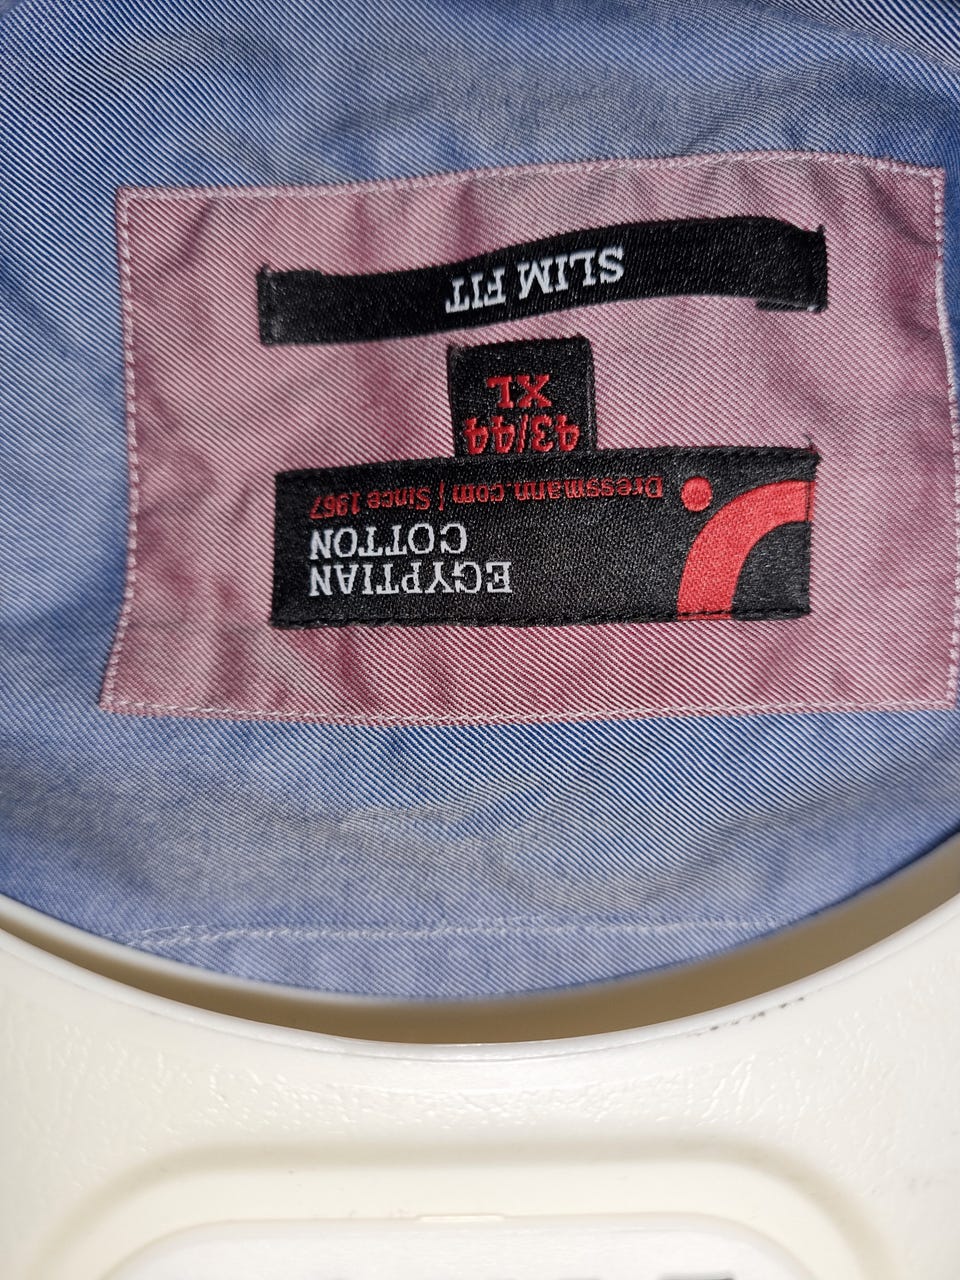 EGYPTIAN
COTTON
Dressmann.com | Since 1967
43/44
XL
SLIM FIT